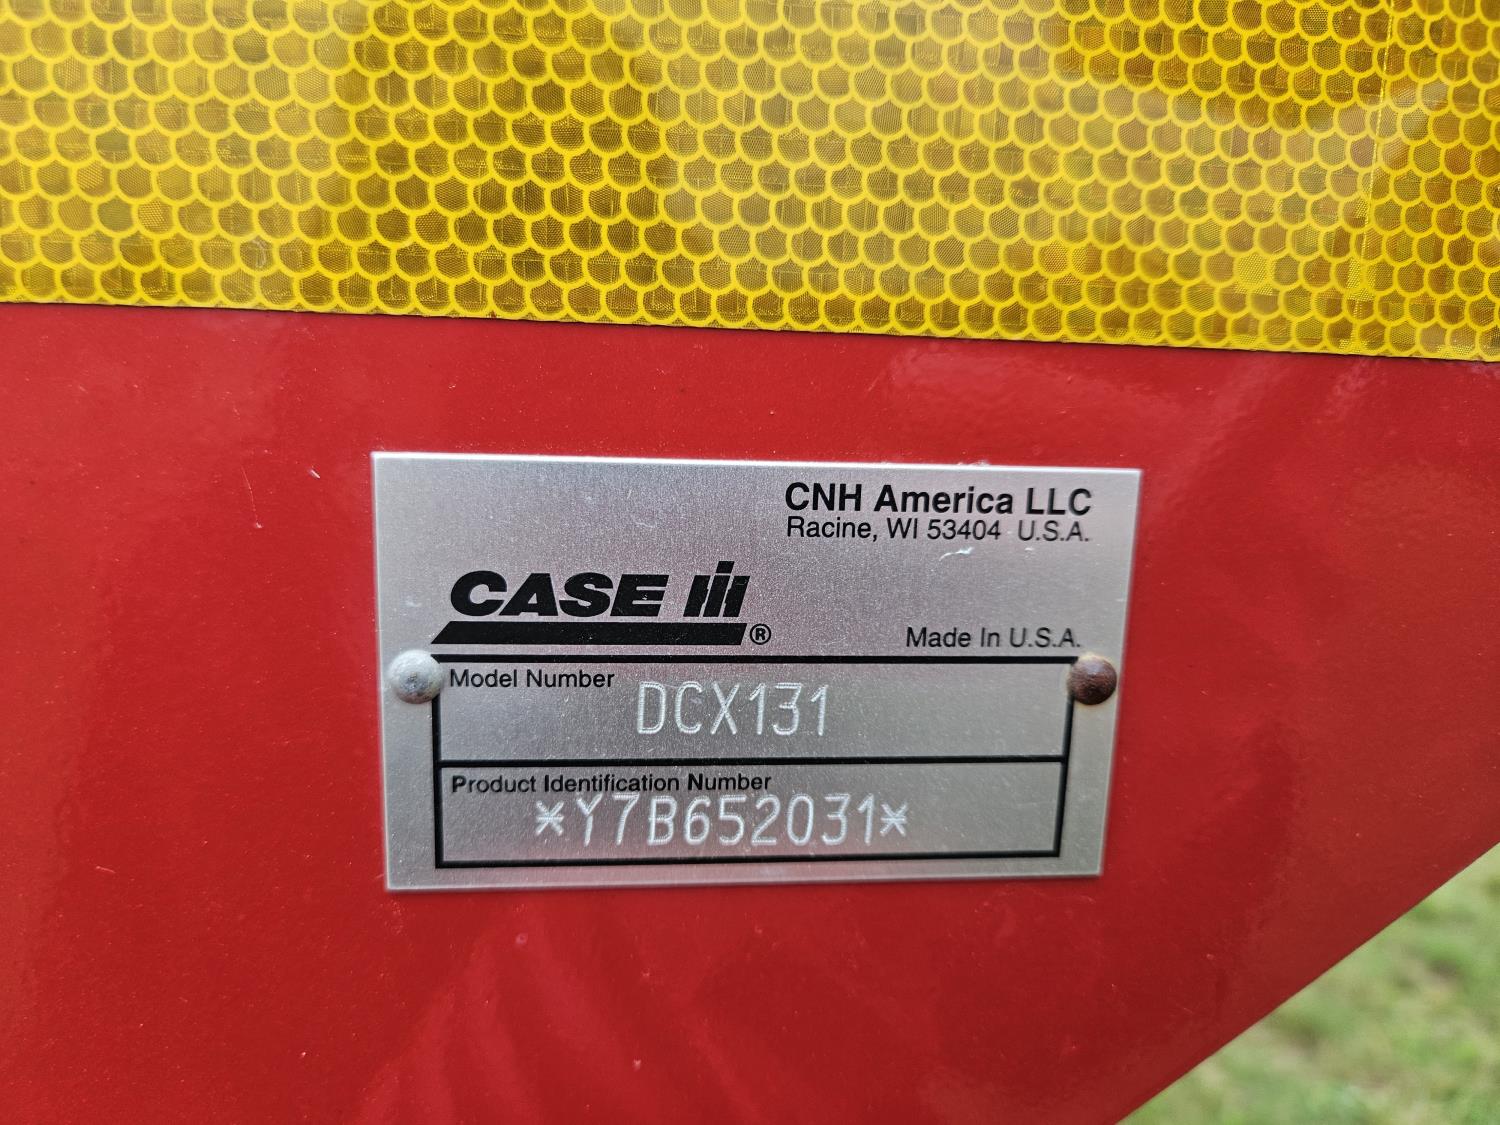 CNH America LLC
Racine, WI 53404 U.S.A.
CASE IH ®
Made In U.S.A.
Model Number DCX131
Product Identification Number
*Y7B652031*